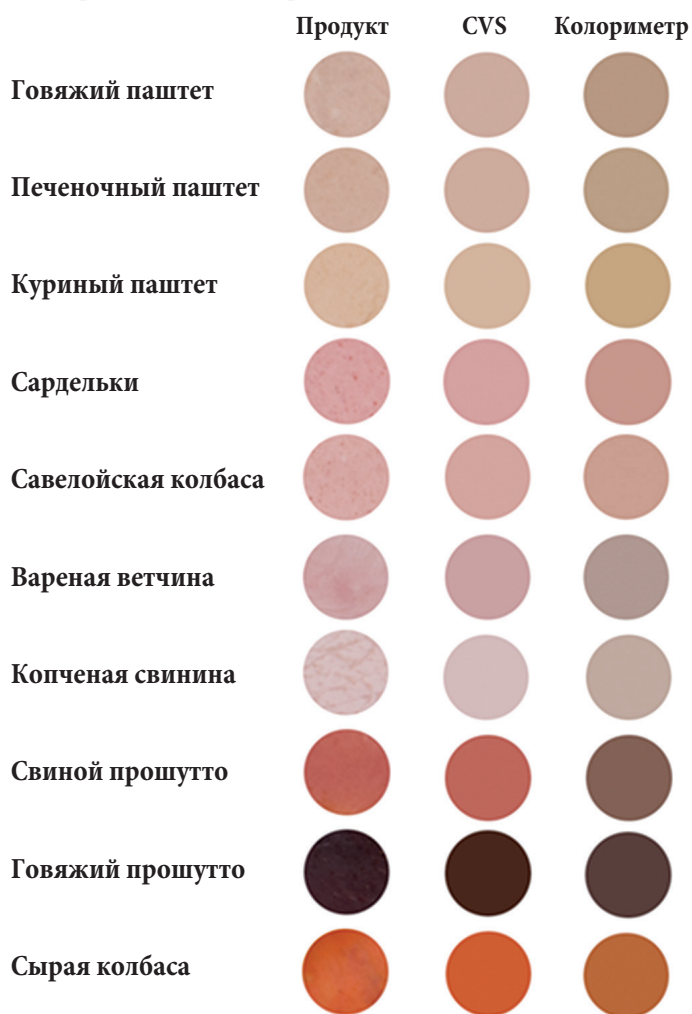 Продукт CVS Колориметр
Говяжий паштет
Печеночный паштет
Куриный паштет
Сардельки
Савелойская колбаса
Вареная ветчина
Копченая свинина
Свиной прошутто
Говяжий прошутто
Сырая колбаса